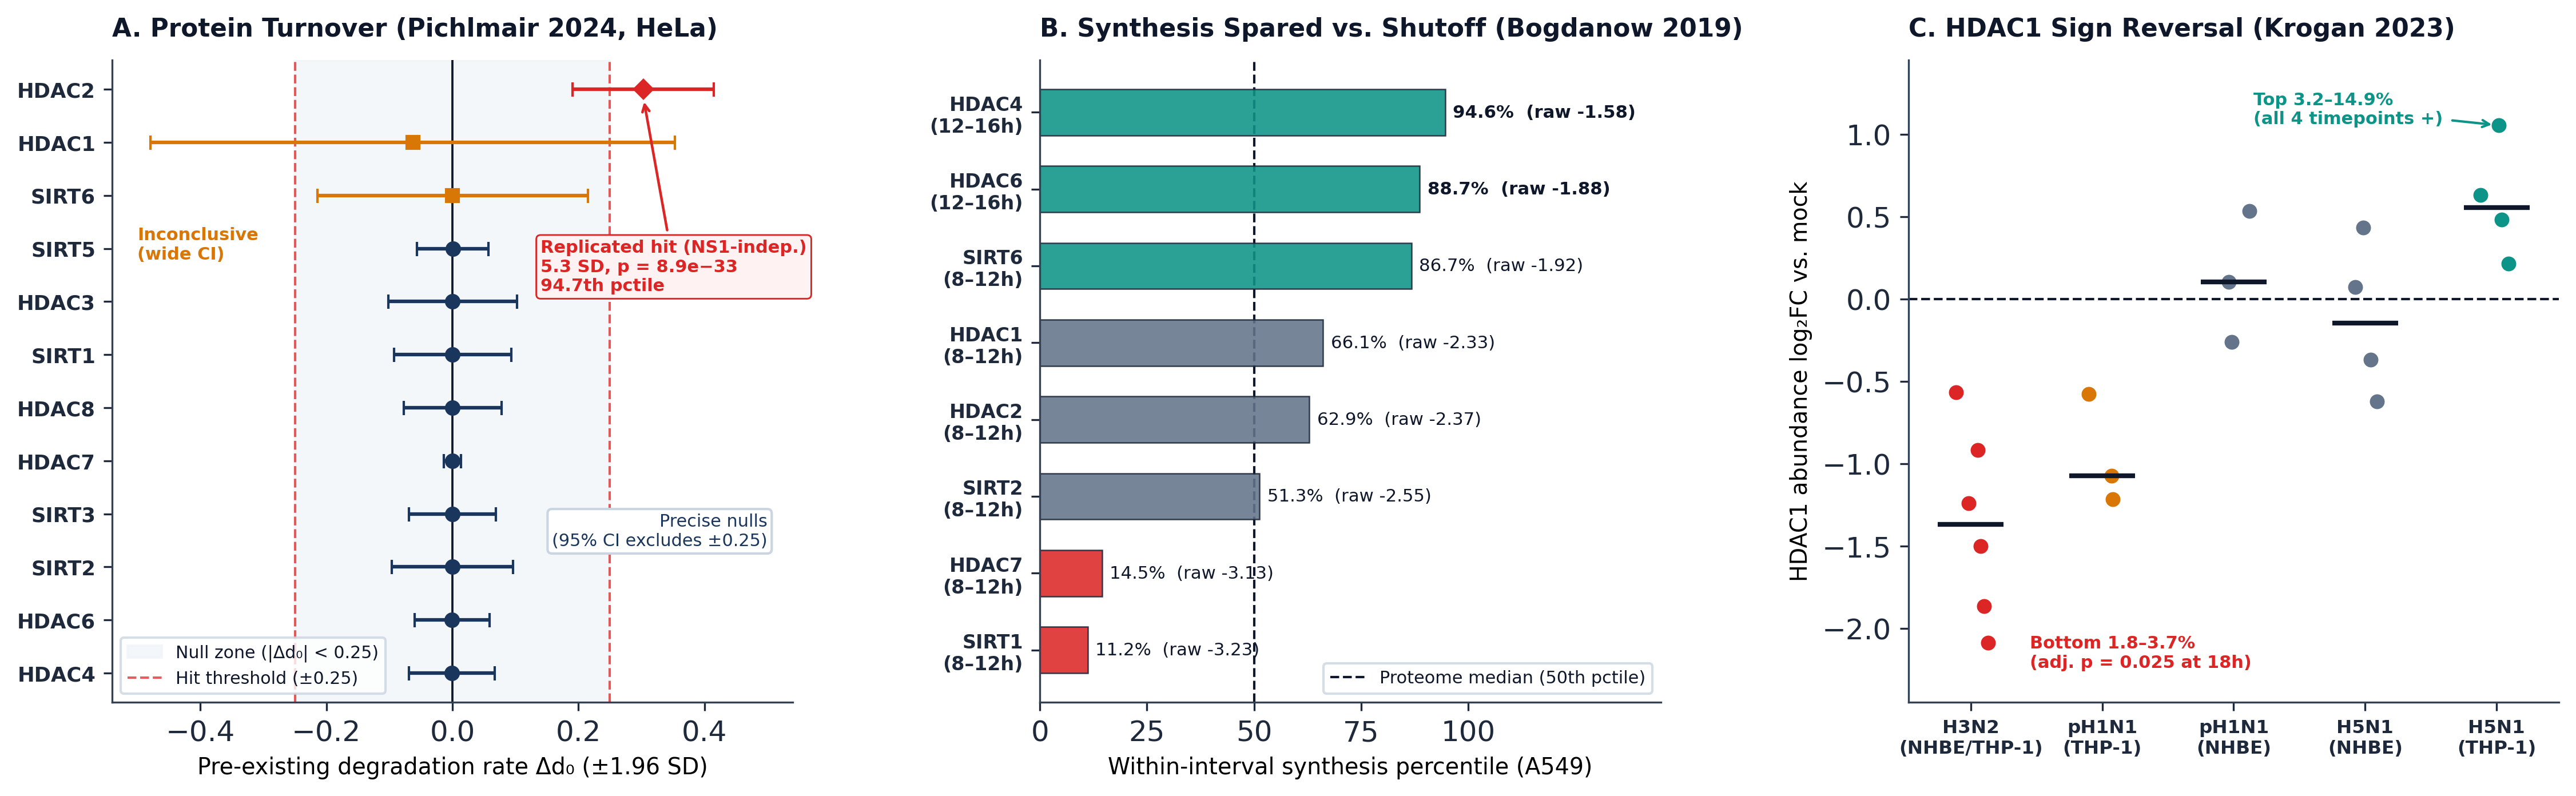 A. Protein Turnover (Pichlmair 2024, HeLa)
HDAC2
HDAC1
SIRT6
SIRT5
HDAC3
SIRT1
HDAC8
HDAC7
SIRT3
SIRT2
HDAC6
HDAC4
Inconclusive
(wide CI)
Replicated hit (NS1-indep.)
5.3 SD, p = 8.9e−33
94.7th pctile
Precise nulls
(95% CI excludes ±0.25)
Null zone (|Δd₀| < 0.25)
Hit threshold (±0.25)
−0.4 −0.2 0.0 0.2 0.4
Pre-existing degradation rate Δd₀ (±1.96 SD)
B. Synthesis Spared vs. Shutoff (Bogdanow 2019)
HDAC4
(12–16h)
94.6% (raw -1.58)
HDAC6
(12–16h)
88.7% (raw -1.88)
SIRT6
(8–12h)
86.7% (raw -1.92)
HDAC1
(8–12h)
66.1% (raw -2.33)
HDAC2
(8–12h)
62.9% (raw -2.37)
SIRT2
(8–12h)
51.3% (raw -2.55)
HDAC7
(8–12h)
14.5% (raw -3.13)
SIRT1
(8–12h)
11.2% (raw -3.23)
Proteome median (50th pctile)
0 25 50 75 100
Within-interval synthesis percentile (A549)
C. HDAC1 Sign Reversal (Krogan 2023)
HDAC1 abundance log₂FC vs. mock
1.0
0.5
0.0
−0.5
−1.0
−1.5
−2.0
Top 3.2–14.9%
(all 4 timepoints +)
Bottom 1.8–3.7%
(adj. p = 0.025 at 18h)
H3N2
(NHBE/THP-1)
pH1N1
(THP-1)
pH1N1
(NHBE)
H5N1
(NHBE)
H5N1
(THP-1)